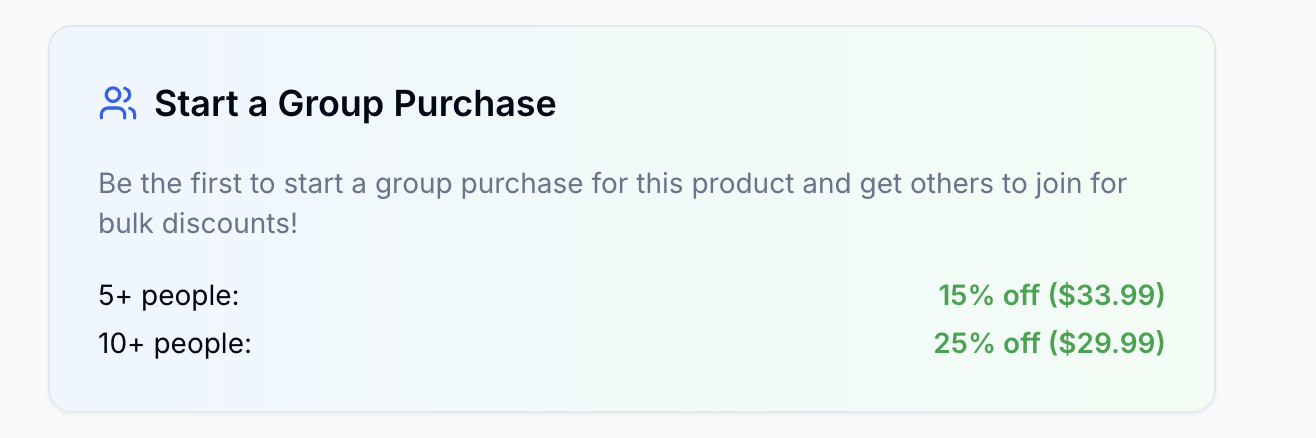 Start a Group Purchase
Be the first to start a group purchase for this product and get others to join for
bulk discounts!
5+ people: 15% off ($33.99)
10+ people: 25% off ($29.99)